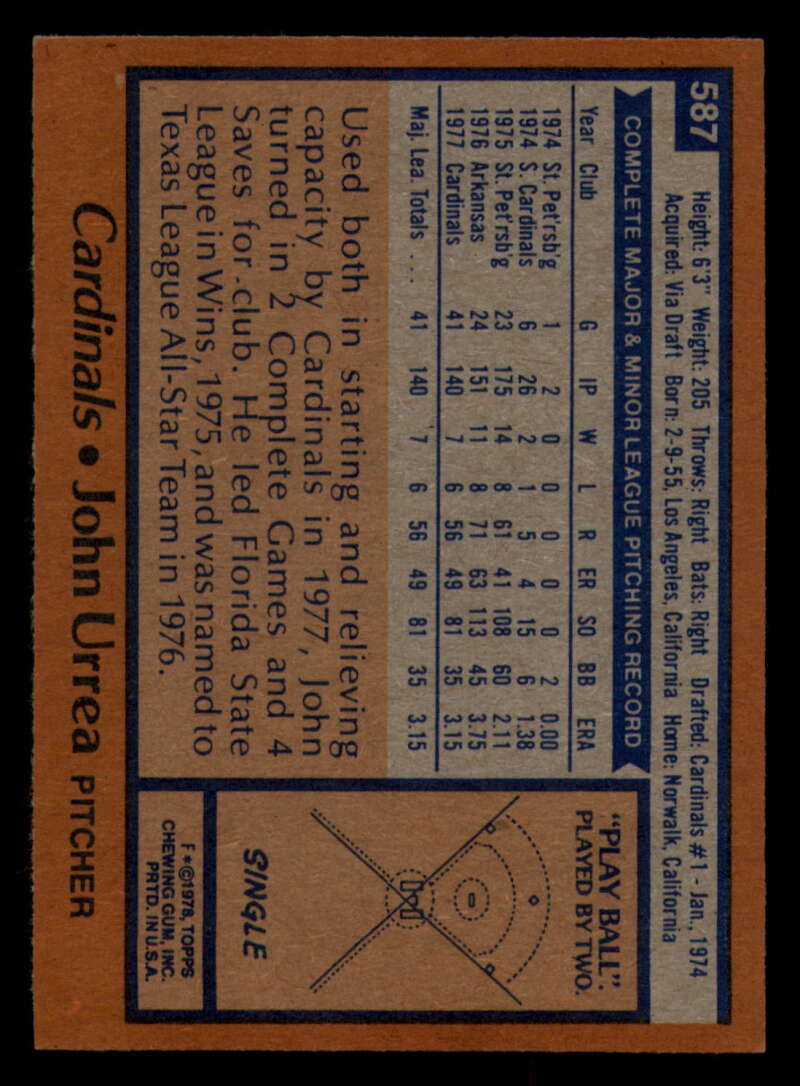 587
Height: 6'3" Weight: 205 Throws: Right Bats: Right Drafted: Cardinals #1 - Jan., 1974
Acquired: Via Draft Born: 2-9-55, Los Angeles, California Home: Norwalk, California
COMPLETE MAJOR & MINOR LEAGUE PITCHING RECORD
Year Club G IP W L R ER SO BB ERA
1974 St. Pet'rsb'g 1 2 0 0 0 0 0 2 0.00
1974 S. Cardinals 6 26 2 1 5 4 15 6 1.38
1975 St. Pet'rsb'g 23 175 14 8 61 41 108 60 2.11
1976 Arkansas 24 151 11 8 71 63 113 45 3.75
1977 Cardinals 41 140 7 6 56 49 81 35 3.15
Maj. Lea. Totals .... 41 140 7 6 56 49 81 35 3.15
Used both in starting and relieving
capacity by Cardinals in 1977, John
turned in 2 Complete Games and 4
Saves for club. He led Florida State
League in Wins, 1975, and was named to
Texas League All-Star Team in 1976.
"PLAY BALL".
PLAYED BY TWO.
SINGLE
F*©1978, TOPPS
CHEWING GUM, INC.
PRTD. IN U.S.A.
Cardinals • John Urrea PITCHER